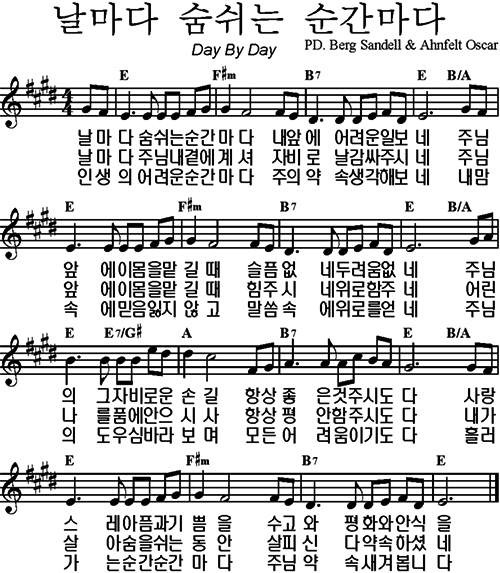 날마다 숨쉬는 순간마다
Day By Day
PD. Berg Sandell & Ahnfelt Oscar
E F#m B7 E B/A
날마 다 숨쉬는순간 마 다 내앞 에 어려운일보 네 주님
날마 다 주님내곁에 계 셔 자비 로 날감싸주시 네 주님
인생 의 어려운순간 마 다 주의 약 속생각해보 네 내맘
E F#m B7 E B/A
앞 에이몸을맡 길 때 슬픔 없 네두려움없 네 주님
앞 에이몸을맡 길 때 힘주 시 네위로함주 네 어린
속 에믿음잃지 않 고 말씀 속 에위로를얻 네 주님
E E7/G# A B7 E B/A
의 그자비로운 손 길 항상 좋 은것주시도 다 사랑
나 를품에안으 시 사 항상 평 안함주시도 다 내가
의 도우심바라 보 며 모든 어 려움이기도 다 흘러
E F#m B7 E
스 레아픔과기 쁨 을 수고 와 평화와안식 을
살 아숨을쉬는 동 안 살피 신 다약속하셨 네
가 는순간순간 마 다 주님 약 속새겨봅니 다